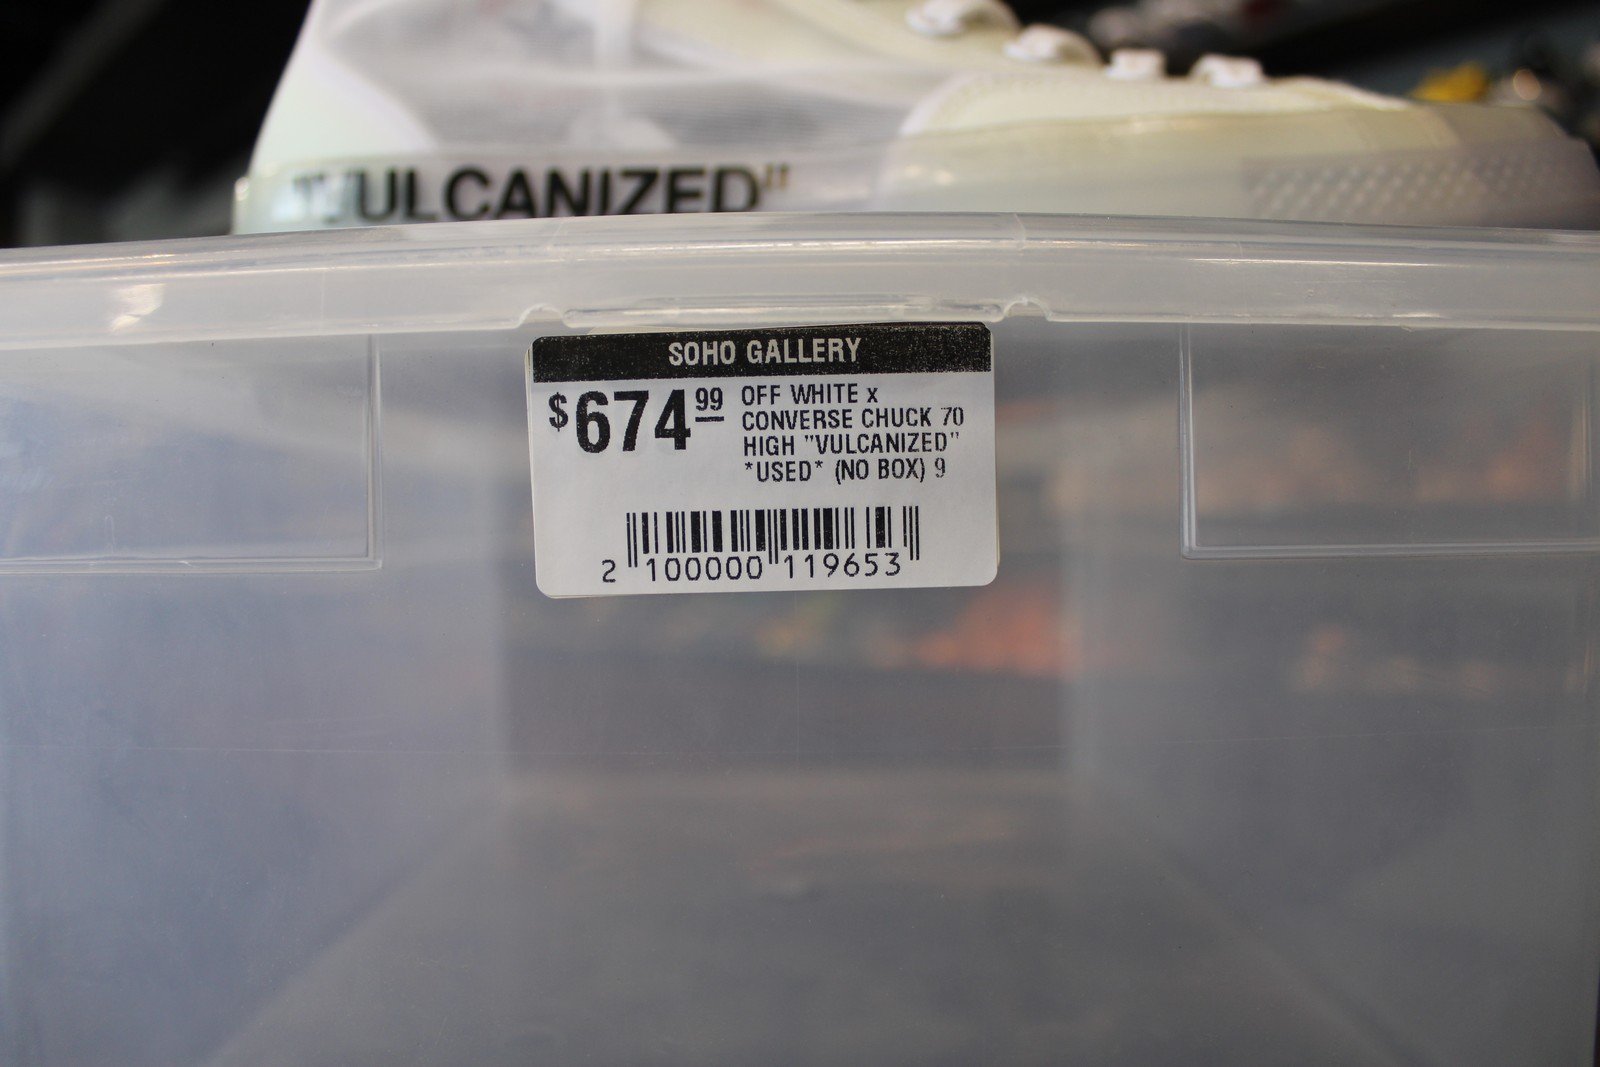 "VULCANIZED"
SOHO GALLERY
$674.99
OFF WHITE x
CONVERSE CHUCK 70
HIGH "VULCANIZED"
*USED* (NO BOX) 9
2 100000 119653